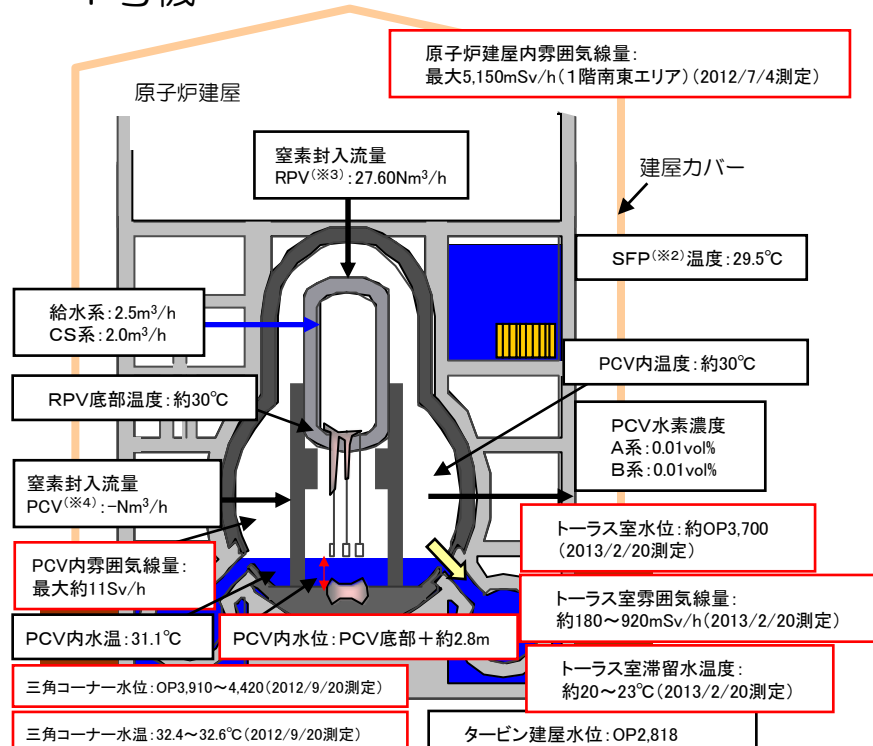 原子炉建屋内雰囲気線量：
最大5,150mSv/h（１階南東エリア）（2012/7/4測定）
原子炉建屋
窒素封入流量
RPV(※3)：27.60Nm³/h
建屋カバー
SFP(※2)温度：29.5℃
給水系：2.5m³/h
CS系：2.0m³/h
PCV内温度：約30℃
RPV底部温度：約30℃
PCV水素濃度
A系：0.01vol%
B系：0.01vol%
窒素封入流量
PCV(※4)：-Nm³/h
トーラス室水位：約OP3,700
（2013/2/20測定）
PCV内雰囲気線量：
最大約11Sv/h
トーラス室雰囲気線量：
約180～920mSv/h（2013/2/20測定）
PCV内水温：31.1℃
PCV内水位：PCV底部＋約2.8m
トーラス室滞留水温度：
約20～23℃（2013/2/20測定）
三角コーナー水位：OP3,910～4,420（2012/9/20測定）
三角コーナー水温：32.4～32.6℃（2012/9/20測定）
タービン建屋水位：OP2,818